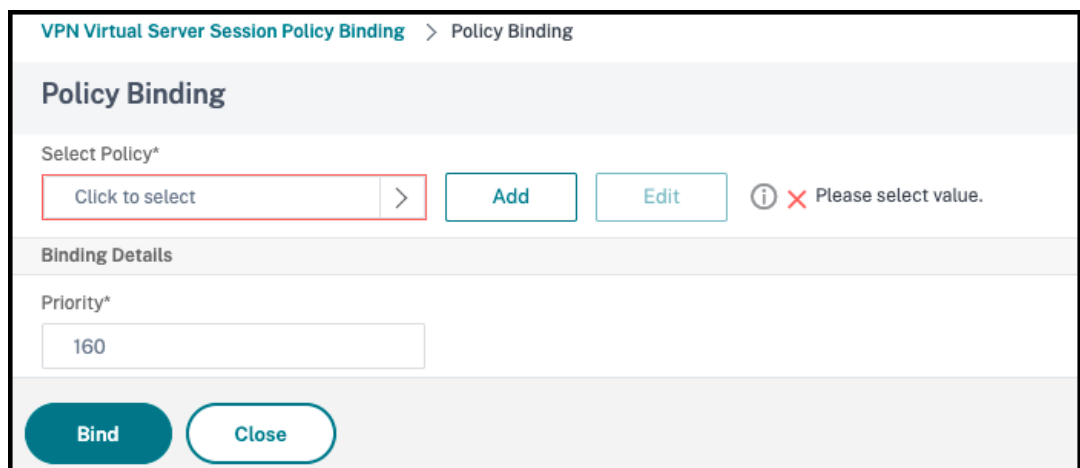 VPN Virtual Server Session Policy Binding > Policy Binding
Policy Binding
Select Policy*
Click to select > Add Edit i Please select value.
Binding Details
Priority*
160
Bind Close